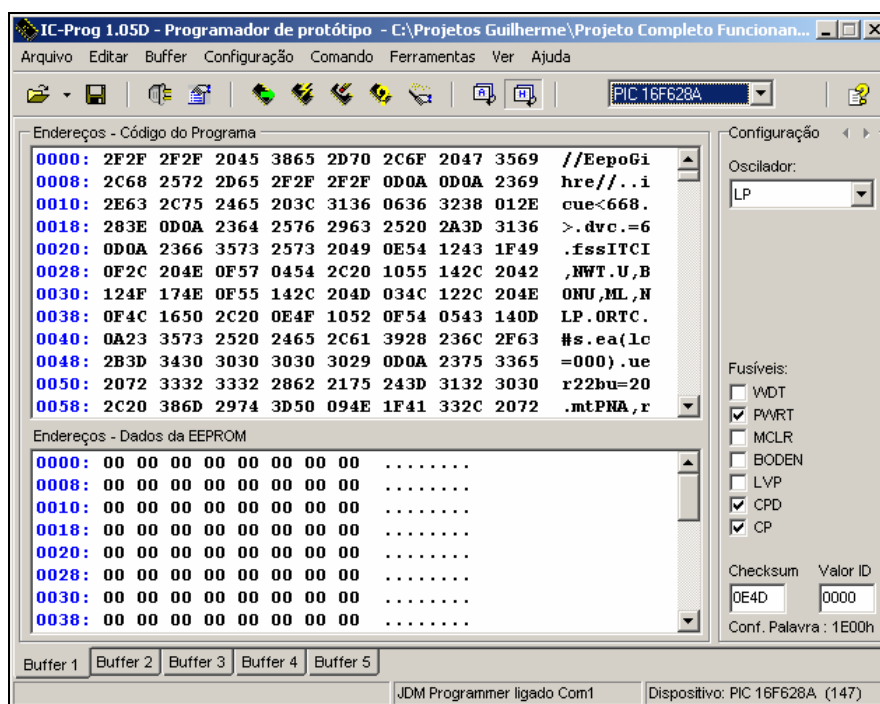 IC-Prog 1.05D - Programador de protótipo - C:\Projetos Guilherme\Projeto Completo Funcionan...
Arquivo Editar Buffer Configuração Comando Ferramentas Ver Ajuda
PIC 16F628A
Endereços - Código do Programa
0000: 2F2F 2F2F 2045 3865 2D70 2C6F 2047 3569 //EepoGi
0008: 2C68 2572 2D65 2F2F 2F2F 0D0A 0D0A 2369 hre//..i
0010: 2E63 2C75 2465 203C 3136 0636 3238 012E cue<668.
0018: 283E 0D0A 2364 2576 2963 2520 2A3D 3136 >.dvc.=6
0020: 0D0A 2366 3573 2573 2049 0E54 1243 1F49 .fssITCI
0028: 0F2C 204E 0F57 0454 2C20 1055 142C 2042 ,NWT.U,B
0030: 124F 174E 0F55 142C 204D 034C 122C 204E ONU,ML,N
0038: 0F4C 1650 2C20 0E4F 1052 0F54 0543 140D LP.ORTC.
0040: 0A23 3573 2520 2465 2C61 3928 236C 2F63 #s.ea(lc
0048: 2B3D 3430 3030 3030 3029 0D0A 2375 3365 =000).ue
0050: 2072 3332 3332 2862 2175 243D 3132 3030 r22bu=20
0058: 2C20 386D 2974 3D50 094E 1F41 332C 2072 .mtPNA,r
Endereços - Dados da EEPROM
0000: 00 00 00 00 00 00 00 00 ........
0008: 00 00 00 00 00 00 00 00 ........
0010: 00 00 00 00 00 00 00 00 ........
0018: 00 00 00 00 00 00 00 00 ........
0020: 00 00 00 00 00 00 00 00 ........
0028: 00 00 00 00 00 00 00 00 ........
0030: 00 00 00 00 00 00 00 00 ........
0038: 00 00 00 00 00 00 00 00 ........
Configuração
Oscilador:
LP
Fusíveis:
WDT
PWRT
MCLR
BODEN
LVP
CPD
CP
Checksum Valor ID
0E4D 0000
Conf. Palavra : 1E00h
Buffer 1 Buffer 2 Buffer 3 Buffer 4 Buffer 5
JDM Programmer ligado Com1 Dispositivo: PIC 16F628A (147)